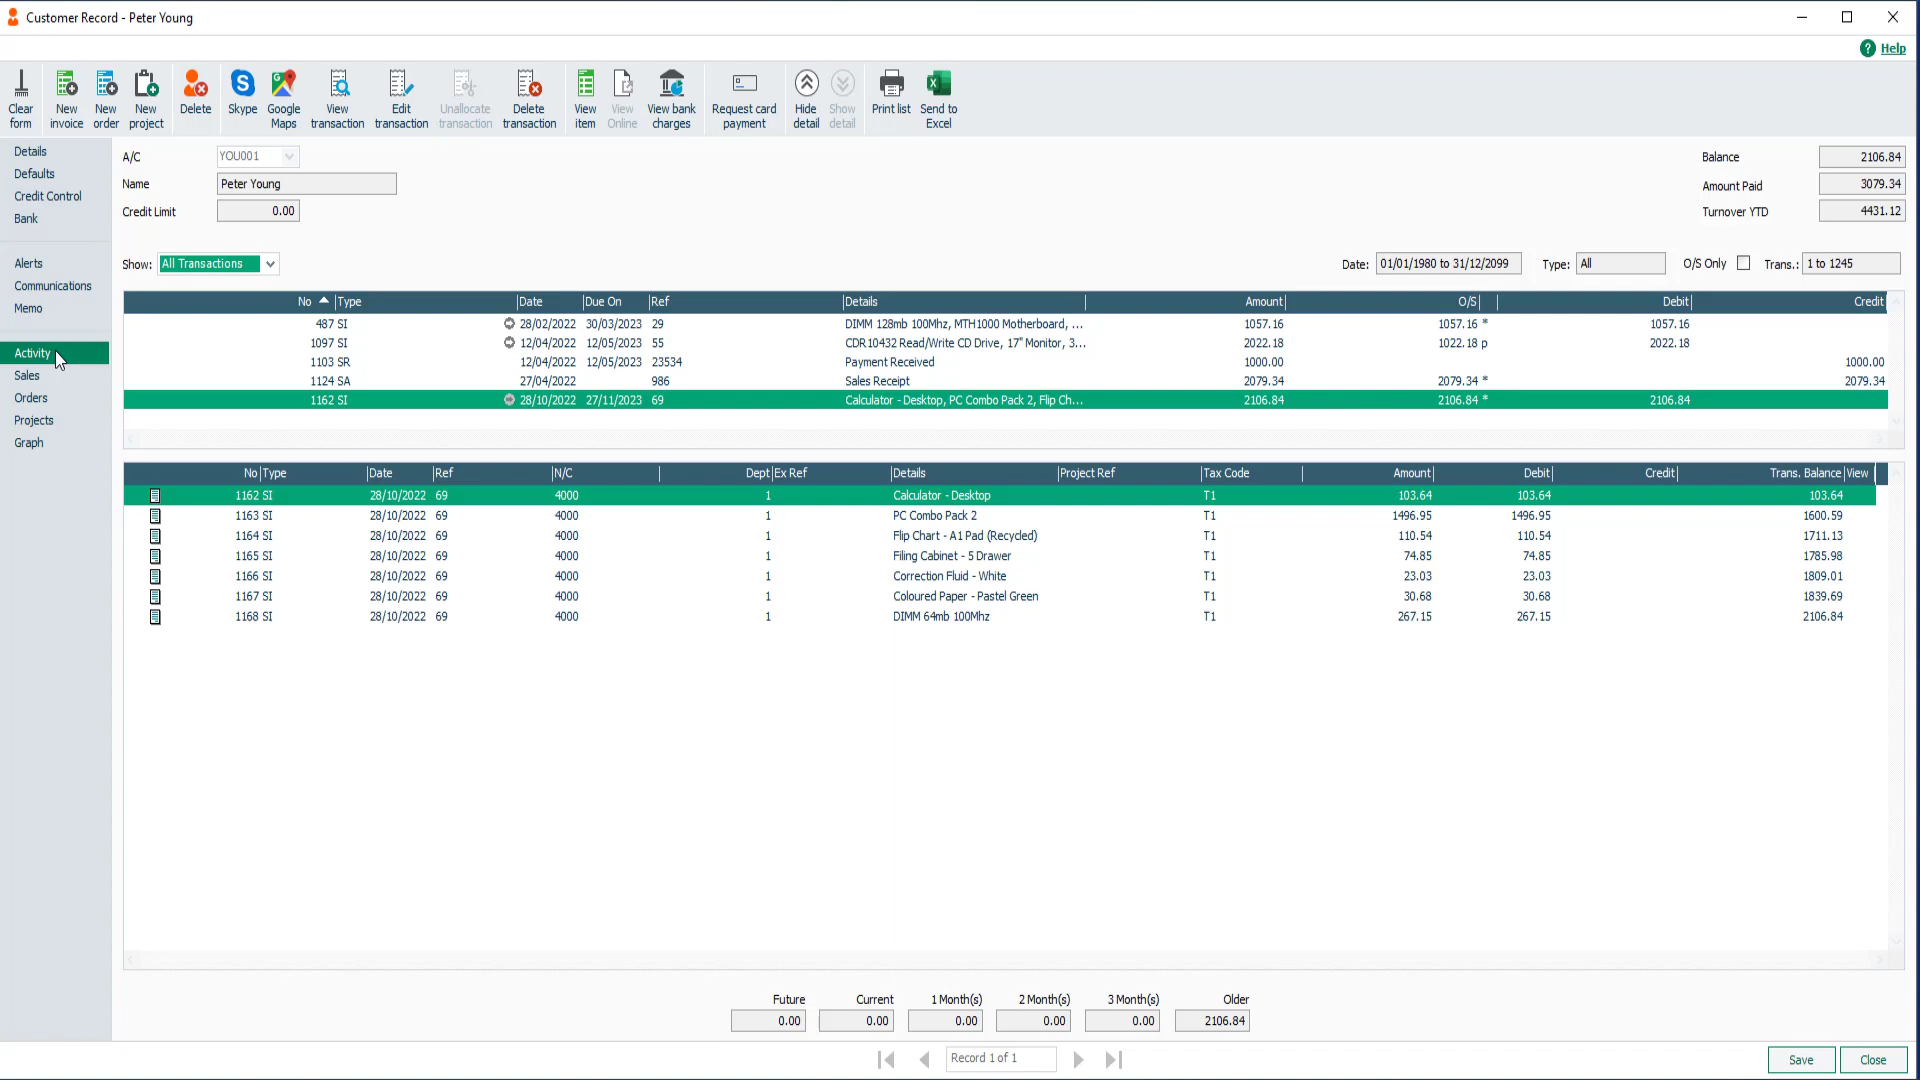 Customer Record - Peter Young
? Help
Clear form
New invoice
New order
New project
Delete
Skype
Google Maps
View transaction
Edit transaction
Unallocate transaction
Delete transaction
View item
View Online
View bank charges
Request card payment
Hide detail
Show detail
Print list
Send to Excel
Details
Defaults
Credit Control
Bank
Alerts
Communications
Memo
Activity
Sales
Orders
Projects
Graph
A/C YOU001
Name Peter Young
Credit Limit 0.00
Balance 2106.84
Amount Paid 3079.34
Turnover YTD 4431.12
Show: All Transactions Date: 01/01/1980 to 31/12/2099 Type: All O/S Only Trans.: 1 to 1245
No Type Date Due On Ref Details Amount O/S Debit Credit
487 SI 28/02/2022 30/03/2023 29 DIMM 128mb 100Mhz, MTH1000 Motherboard, ... 1057.16 1057.16 * 1057.16
1097 SI 12/04/2022 12/05/2023 55 CDR10432 Read/Write CD Drive, 17" Monitor, 3... 2022.18 1022.18 p 2022.18
1103 SR 12/04/2022 12/05/2023 23534 Payment Received 1000.00 1000.00
1124 SA 27/04/2022 986 Sales Receipt 2079.34 2079.34 * 2079.34
1162 SI 28/10/2022 27/11/2023 69 Calculator - Desktop, PC Combo Pack 2, Flip Ch... 2106.84 2106.84 * 2106.84
No Type Date Ref N/C Dept Ex Ref Details Project Ref Tax Code Amount Debit Credit Trans. Balance View
1162 SI 28/10/2022 69 4000 1 Calculator - Desktop T1 103.64 103.64 103.64
1163 SI 28/10/2022 69 4000 1 PC Combo Pack 2 T1 1496.95 1496.95 1600.59
1164 SI 28/10/2022 69 4000 1 Flip Chart - A1 Pad (Recycled) T1 110.54 110.54 1711.13
1165 SI 28/10/2022 69 4000 1 Filing Cabinet - 5 Drawer T1 74.85 74.85 1785.98
1166 SI 28/10/2022 69 4000 1 Correction Fluid - White T1 23.03 23.03 1809.01
1167 SI 28/10/2022 69 4000 1 Coloured Paper - Pastel Green T1 30.68 30.68 1839.69
1168 SI 28/10/2022 69 4000 1 DIMM 64mb 100Mhz T1 267.15 267.15 2106.84
Future Current 1 Month(s) 2 Month(s) 3 Month(s) Older
0.00 0.00 0.00 0.00 0.00 2106.84
Record 1 of 1
Save Close